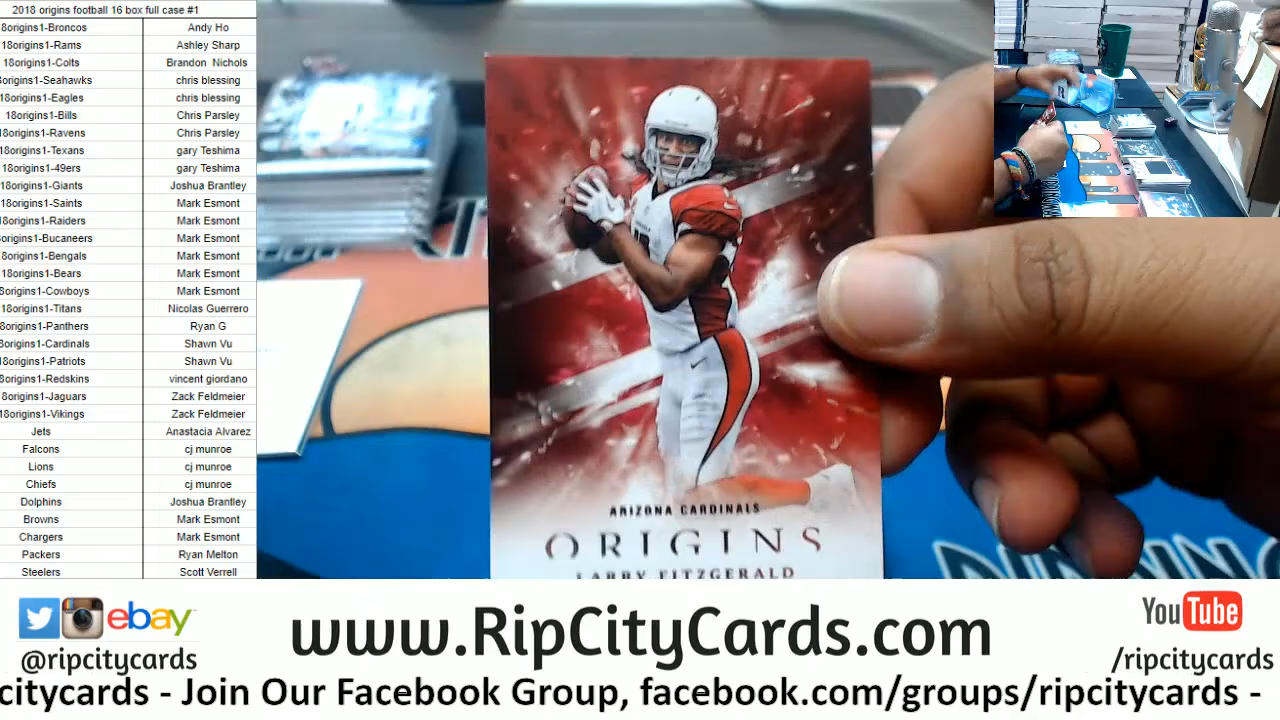 2018 origins football 16 box full case #1
8origins1-Broncos Andy Ho
18origins1-Rams Ashley Sharp
18origins1-Colts Brandon Nichols
8origins1-Seahawks chris blessing
18origins1-Eagles chris blessing
18origins1-Bills Chris Parsley
18origins1-Ravens Chris Parsley
18origins1-Texans gary Teshima
18origins1-49ers gary Teshima
18origins1-Giants Joshua Brantley
18origins1-Saints Mark Esmont
18origins1-Raiders Mark Esmont
8origins1-Bucaneers Mark Esmont
18origins1-Bengals Mark Esmont
18origins1-Bears Mark Esmont
18origins1-Cowboys Mark Esmont
18origins1-Titans Nicolas Guerrero
8origins1-Panthers Ryan G
8origins1-Cardinals Shawn Vu
18origins1-Patriots Shawn Vu
8origins1-Redskins vincent giordano
18origins1-Jaguars Zack Feldmeier
18origins1-Vikings Zack Feldmeier
Jets Anastacia Alvarez
Falcons cj munroe
Lions cj munroe
Chiefs cj munroe
Dolphins Joshua Brantley
Browns Mark Esmont
Chargers Mark Esmont
Packers Ryan Melton
Steelers Scott Verrell
ARIZONA CARDINALS
ORIGINS
LARRY FITZGERALD
ebay
@ripcitycards
www.RipCityCards.com
YouTube
/ripcitycards
citycards - Join Our Facebook Group, facebook.com/groups/ripcitycards -